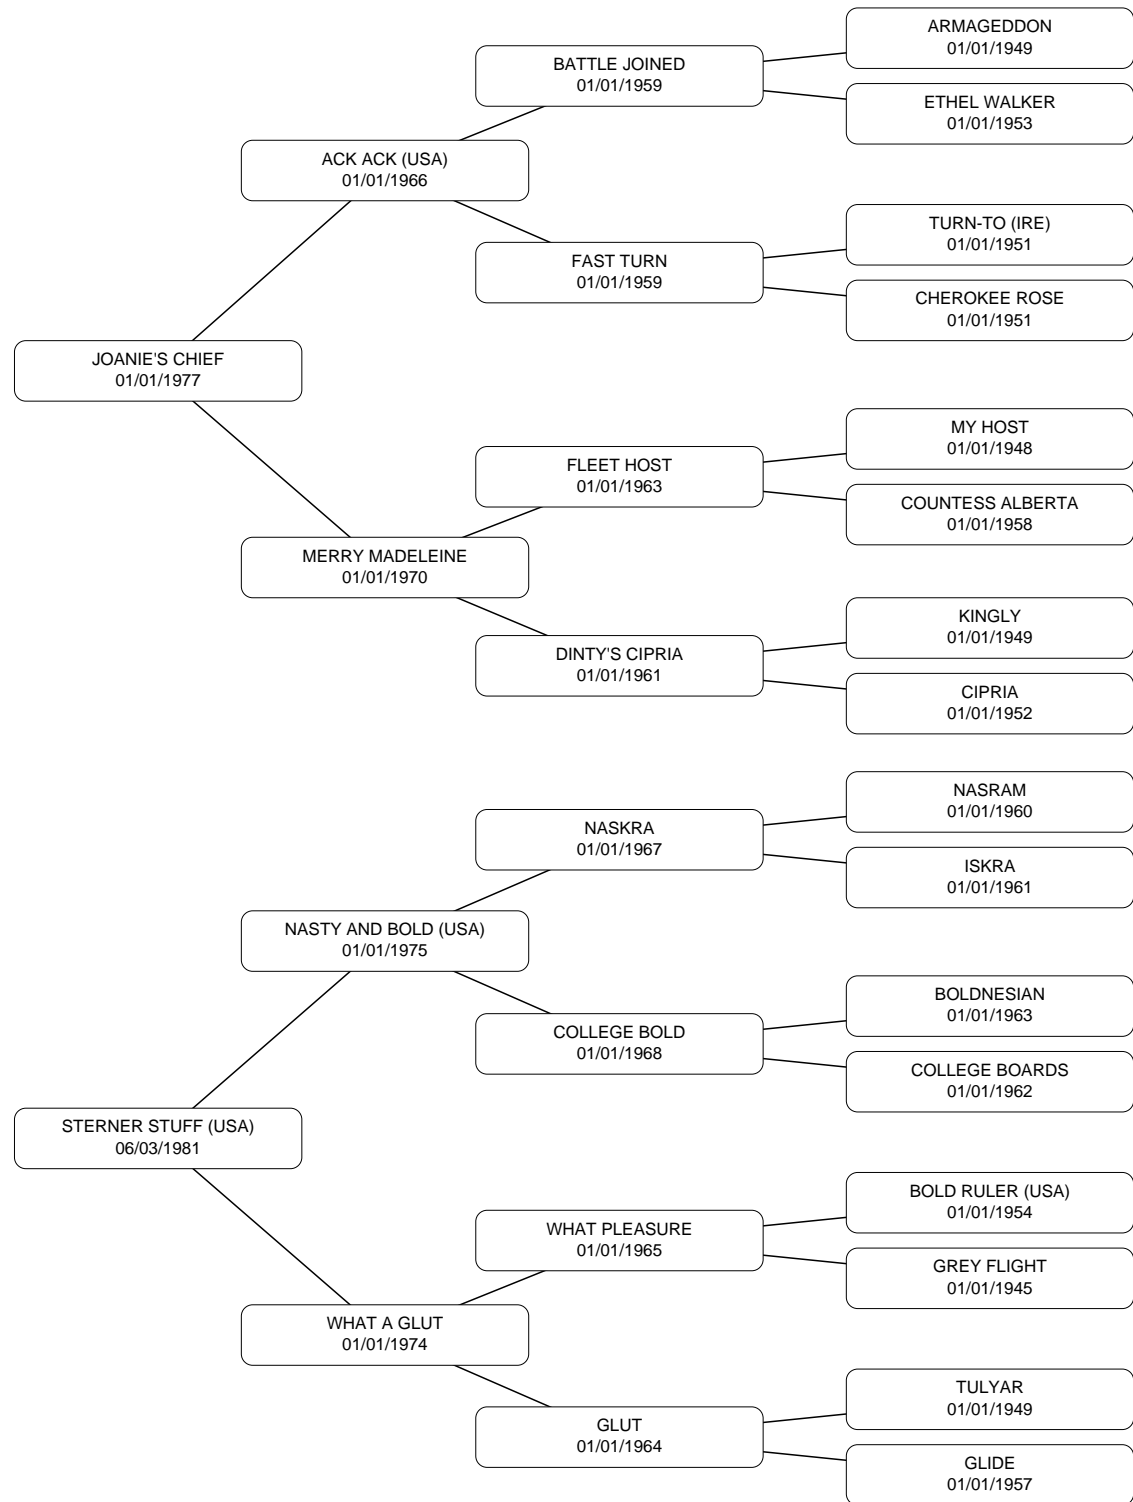 ARMAGEDDON
01/01/1949
BATTLE JOINED
01/01/1959
ETHEL WALKER
01/01/1953
ACK ACK (USA)
01/01/1966
TURN-TO (IRE)
01/01/1951
FAST TURN
01/01/1959
CHEROKEE ROSE
01/01/1951
JOANIE'S CHIEF
01/01/1977
MY HOST
01/01/1948
FLEET HOST
01/01/1963
COUNTESS ALBERTA
01/01/1958
MERRY MADELEINE
01/01/1970
KINGLY
01/01/1949
DINTY'S CIPRIA
01/01/1961
CIPRIA
01/01/1952
NASRAM
01/01/1960
NASKRA
01/01/1967
ISKRA
01/01/1961
NASTY AND BOLD (USA)
01/01/1975
BOLDNESIAN
01/01/1963
COLLEGE BOLD
01/01/1968
COLLEGE BOARDS
01/01/1962
STERNER STUFF (USA)
06/03/1981
BOLD RULER (USA)
01/01/1954
WHAT PLEASURE
01/01/1965
GREY FLIGHT
01/01/1945
WHAT A GLUT
01/01/1974
TULYAR
01/01/1949
GLUT
01/01/1964
GLIDE
01/01/1957